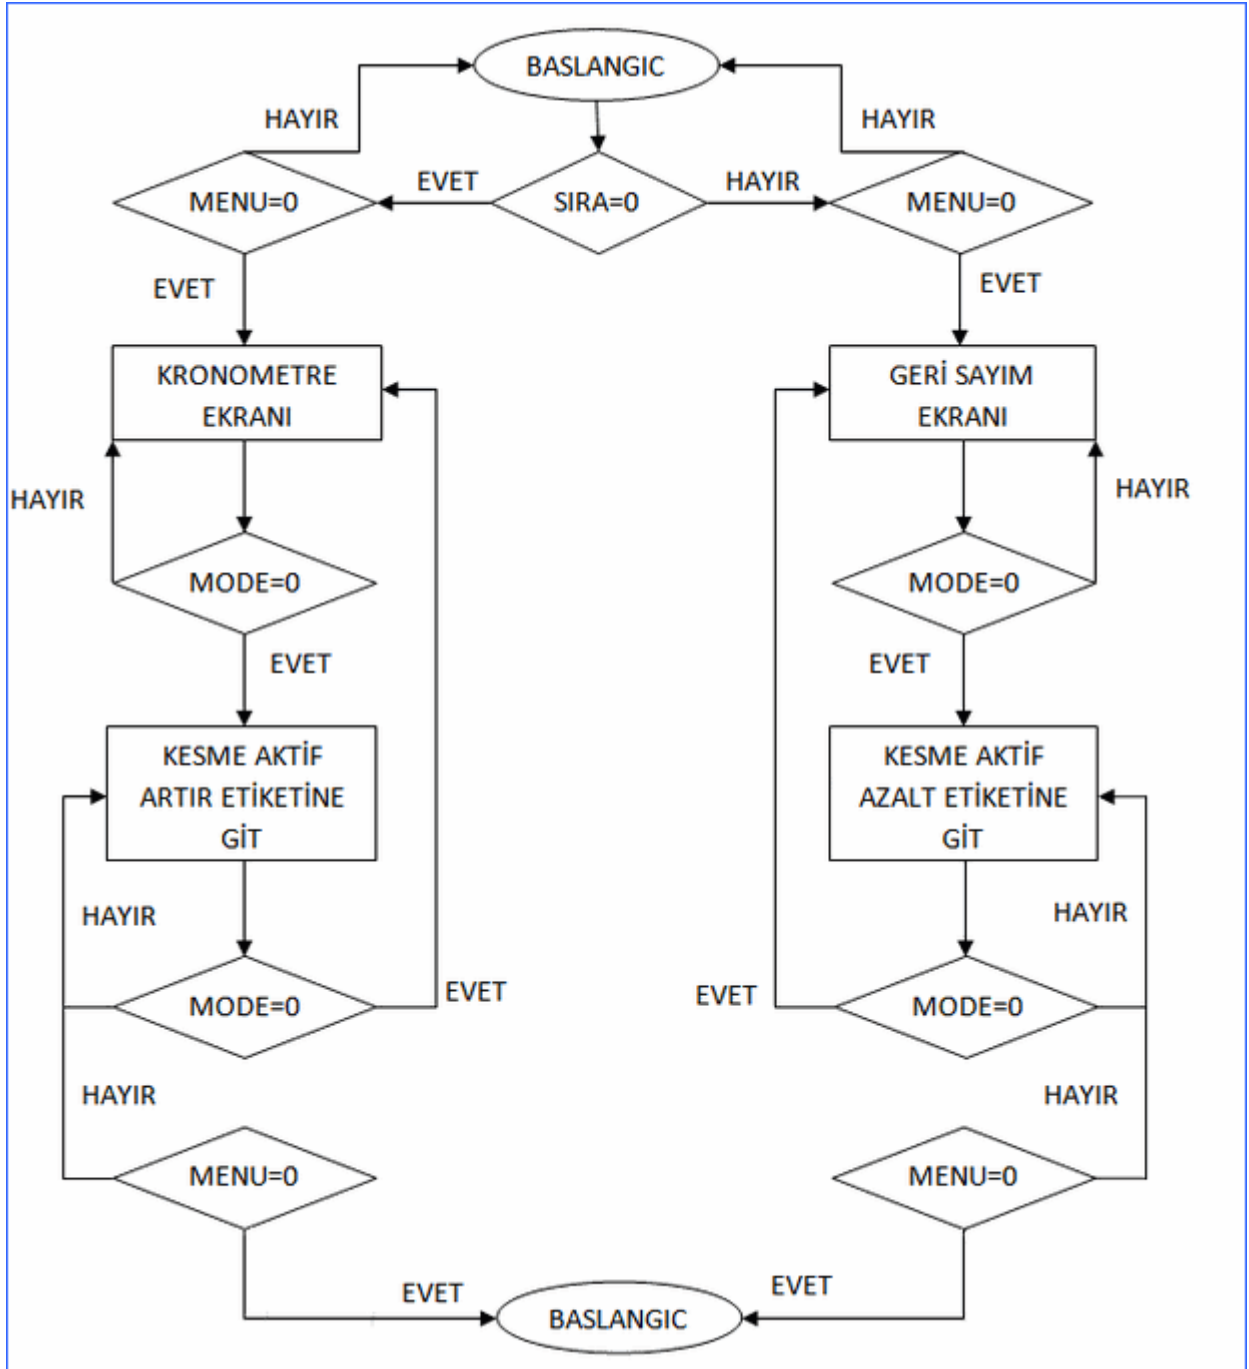 BASLANGIC
HAYIR
HAYIR
MENU=0
EVET
SIRA=0
HAYIR
MENU=0
EVET
EVET
KRONOMETRE
EKRANI
GERİ SAYIM
EKRANI
HAYIR
HAYIR
MODE=0
MODE=0
EVET
EVET
KESME AKTİF
ARTIR ETİKETİNE
GİT
KESME AKTİF
AZALT ETİKETİNE
GİT
HAYIR
HAYIR
MODE=0
EVET
EVET
MODE=0
HAYIR
HAYIR
MENU=0
MENU=0
EVET
EVET
BASLANGIC